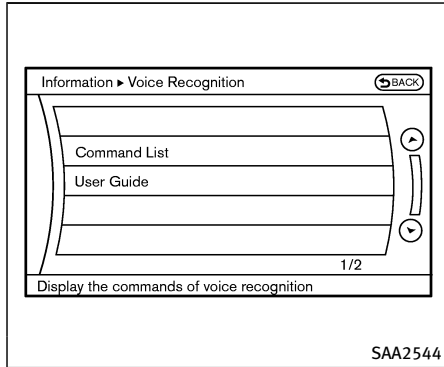 Information ▸ Voice Recognition
BACK
Command List
User Guide
1/2
Display the commands of voice recognition
SAA2544